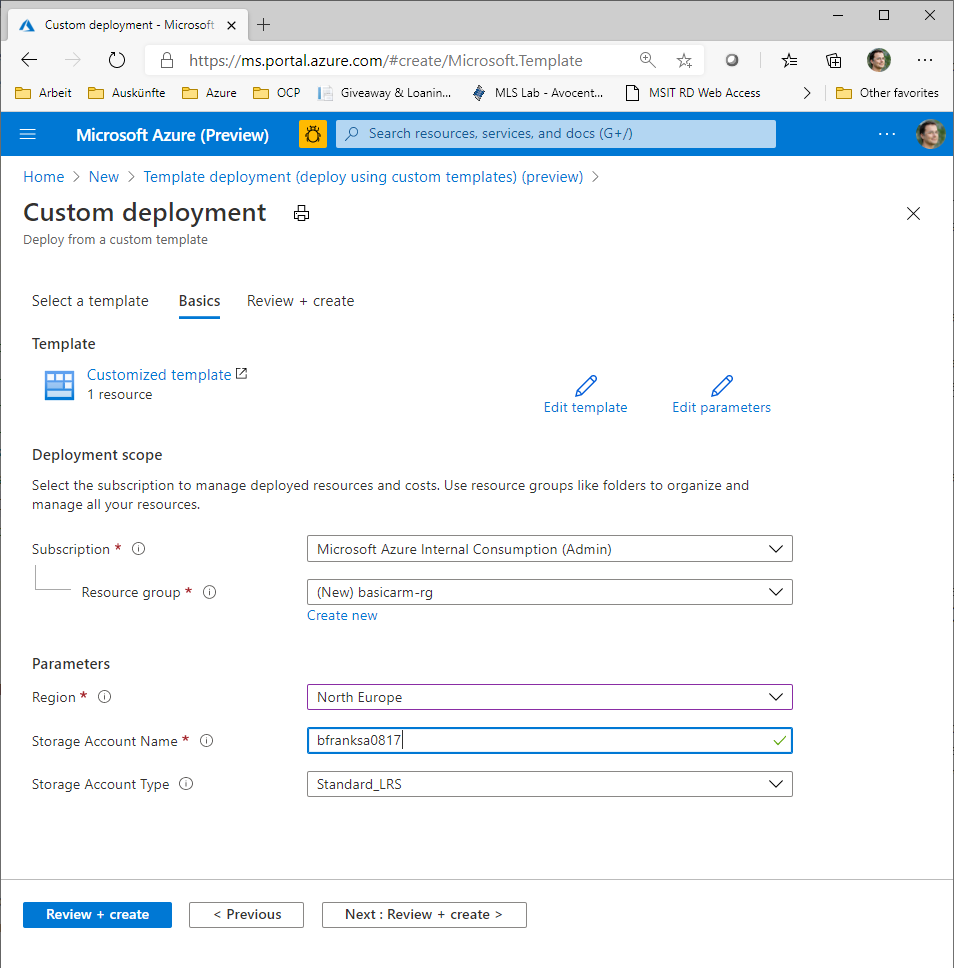 Custom deployment - Microsoft
https://ms.portal.azure.com/#create/Microsoft.Template
Arbeit Auskünfte Azure OCP Giveaway & Loanin... MLS Lab - Avocent... MSIT RD Web Access Other favorites
Microsoft Azure (Preview) Search resources, services, and docs (G+/)
Home > New > Template deployment (deploy using custom templates) (preview) >
Custom deployment
Deploy from a custom template
Select a template Basics Review + create
Template
Customized template
1 resource
Edit template Edit parameters
Deployment scope
Select the subscription to manage deployed resources and costs. Use resource groups like folders to organize and
manage all your resources.
Subscription * Microsoft Azure Internal Consumption (Admin)
Resource group * (New) basicarm-rg
Create new
Parameters
Region * North Europe
Storage Account Name * bfranksa0817
Storage Account Type Standard_LRS
Review + create < Previous Next : Review + create >